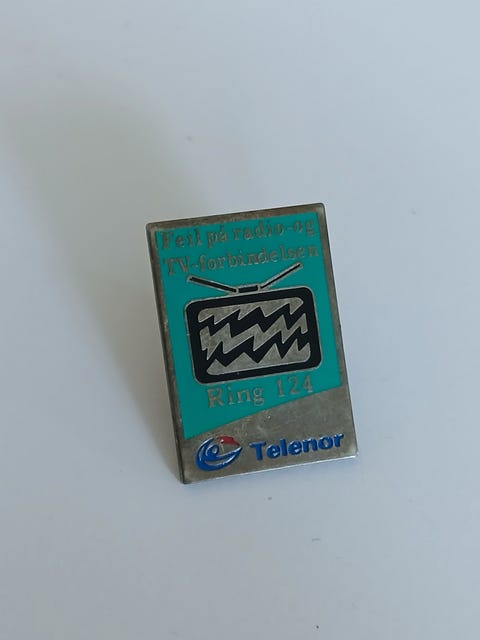 Feil på radio- og
TV-forbindelsen
Ring 124
Telenor